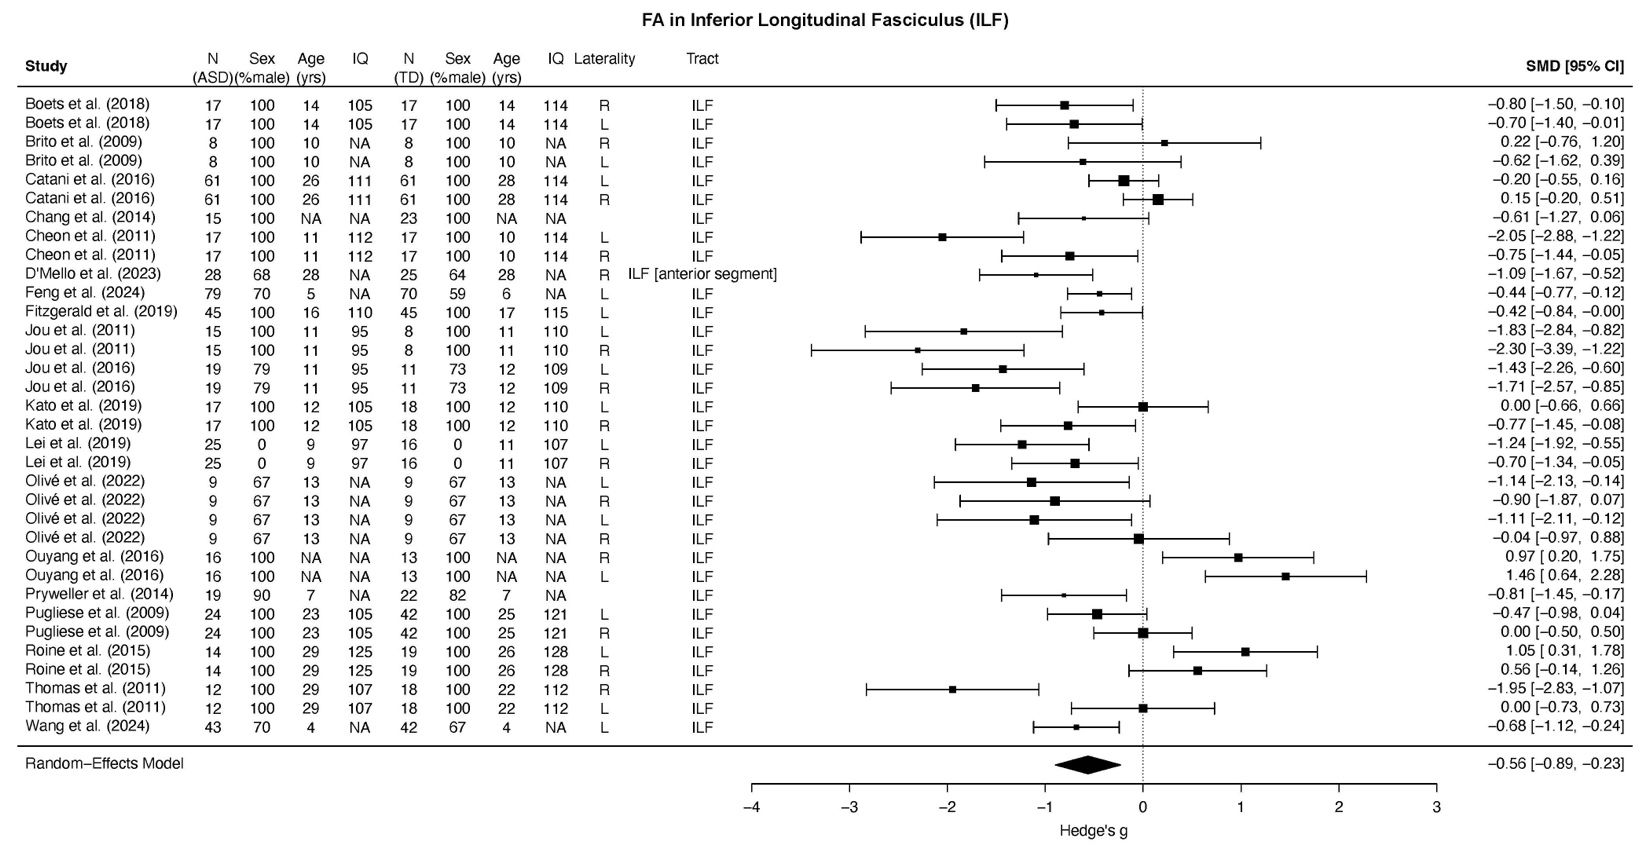 FA in Inferior Longitudinal Fasciculus (ILF)
N Sex Age IQ N Sex Age IQ Laterality Tract
Study (ASD) (%male) (yrs) (TD) (%male) (yrs) SMD [95% CI]
Boets et al. (2018) 17 100 14 105 17 100 14 114 R ILF −0.80 [−1.50, −0.10]
Boets et al. (2018) 17 100 14 105 17 100 14 114 L ILF −0.70 [−1.40, −0.01]
Brito et al. (2009) 8 100 10 NA 8 100 10 NA R ILF 0.22 [−0.76, 1.20]
Brito et al. (2009) 8 100 10 NA 8 100 10 NA L ILF −0.62 [−1.62, 0.39]
Catani et al. (2016) 61 100 26 111 61 100 28 114 L ILF −0.20 [−0.55, 0.16]
Catani et al. (2016) 61 100 26 111 61 100 28 114 R ILF 0.15 [−0.20, 0.51]
Chang et al. (2014) 15 100 NA NA 23 100 NA NA ILF −0.61 [−1.27, 0.06]
Cheon et al. (2011) 17 100 11 112 17 100 10 114 L ILF −2.05 [−2.88, −1.22]
Cheon et al. (2011) 17 100 11 112 17 100 10 114 R ILF −0.75 [−1.44, −0.05]
D'Mello et al. (2023) 28 68 28 NA 25 64 28 NA R ILF [anterior segment] −1.09 [−1.67, −0.52]
Feng et al. (2024) 79 70 5 NA 70 59 6 NA L ILF −0.44 [−0.77, −0.12]
Fitzgerald et al. (2019) 45 100 16 110 45 100 17 115 L ILF −0.42 [−0.84, −0.00]
Jou et al. (2011) 15 100 11 95 8 100 11 110 L ILF −1.83 [−2.84, −0.82]
Jou et al. (2011) 15 100 11 95 8 100 11 110 R ILF −2.30 [−3.39, −1.22]
Jou et al. (2016) 19 79 11 95 11 73 12 109 L ILF −1.43 [−2.26, −0.60]
Jou et al. (2016) 19 79 11 95 11 73 12 109 R ILF −1.71 [−2.57, −0.85]
Kato et al. (2019) 17 100 12 105 18 100 12 110 L ILF 0.00 [−0.66, 0.66]
Kato et al. (2019) 17 100 12 105 18 100 12 110 R ILF −0.77 [−1.45, −0.08]
Lei et al. (2019) 25 0 9 97 16 0 11 107 L ILF −1.24 [−1.92, −0.55]
Lei et al. (2019) 25 0 9 97 16 0 11 107 R ILF −0.70 [−1.34, −0.05]
Olivé et al. (2022) 9 67 13 NA 9 67 13 NA L ILF −1.14 [−2.13, −0.14]
Olivé et al. (2022) 9 67 13 NA 9 67 13 NA R ILF −0.90 [−1.87, 0.07]
Olivé et al. (2022) 9 67 13 NA 9 67 13 NA L ILF −1.11 [−2.11, −0.12]
Olivé et al. (2022) 9 67 13 NA 9 67 13 NA R ILF −0.04 [−0.97, 0.88]
Ouyang et al. (2016) 16 100 NA NA 13 100 NA NA R ILF 0.97 [ 0.20, 1.75]
Ouyang et al. (2016) 16 100 NA NA 13 100 NA NA L ILF 1.46 [ 0.64, 2.28]
Pryweller et al. (2014) 19 90 7 NA 22 82 7 NA ILF −0.81 [−1.45, −0.17]
Pugliese et al. (2009) 24 100 23 105 42 100 25 121 L ILF −0.47 [−0.98, 0.04]
Pugliese et al. (2009) 24 100 23 105 42 100 25 121 R ILF 0.00 [−0.50, 0.50]
Roine et al. (2015) 14 100 29 125 19 100 26 128 L ILF 1.05 [ 0.31, 1.78]
Roine et al. (2015) 14 100 29 125 19 100 26 128 R ILF 0.56 [−0.14, 1.26]
Thomas et al. (2011) 12 100 29 107 18 100 22 112 R ILF −1.95 [−2.83, −1.07]
Thomas et al. (2011) 12 100 29 107 18 100 22 112 L ILF 0.00 [−0.73, 0.73]
Wang et al. (2024) 43 70 4 NA 42 67 4 NA L ILF −0.68 [−1.12, −0.24]
Random−Effects Model −0.56 [−0.89, −0.23]
−4 −3 −2 −1 0 1 2 3
Hedge's g